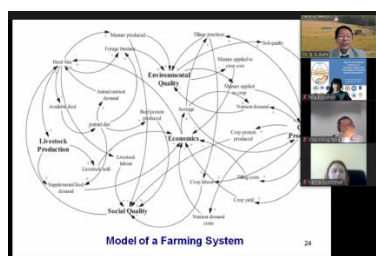 Manure produced
Tillage practices
Forage biomass
Soil quality
Herd Size
Environmental
Quality
Manure applied to
crop cost
Available feed
Animal nutrient
demand
Manure applied
to crop
Nutrient demand
Acreage
Beef protein
produced
Animal diet
Livestock
Production
Economics
Crop protein
produced
Livestock
labour
Livestock sold
Crop labour
Tilling costs
Supplemental feed demand
Crop yield
Social Quality
Nutrient demand
costs
Model of a Farming System
24